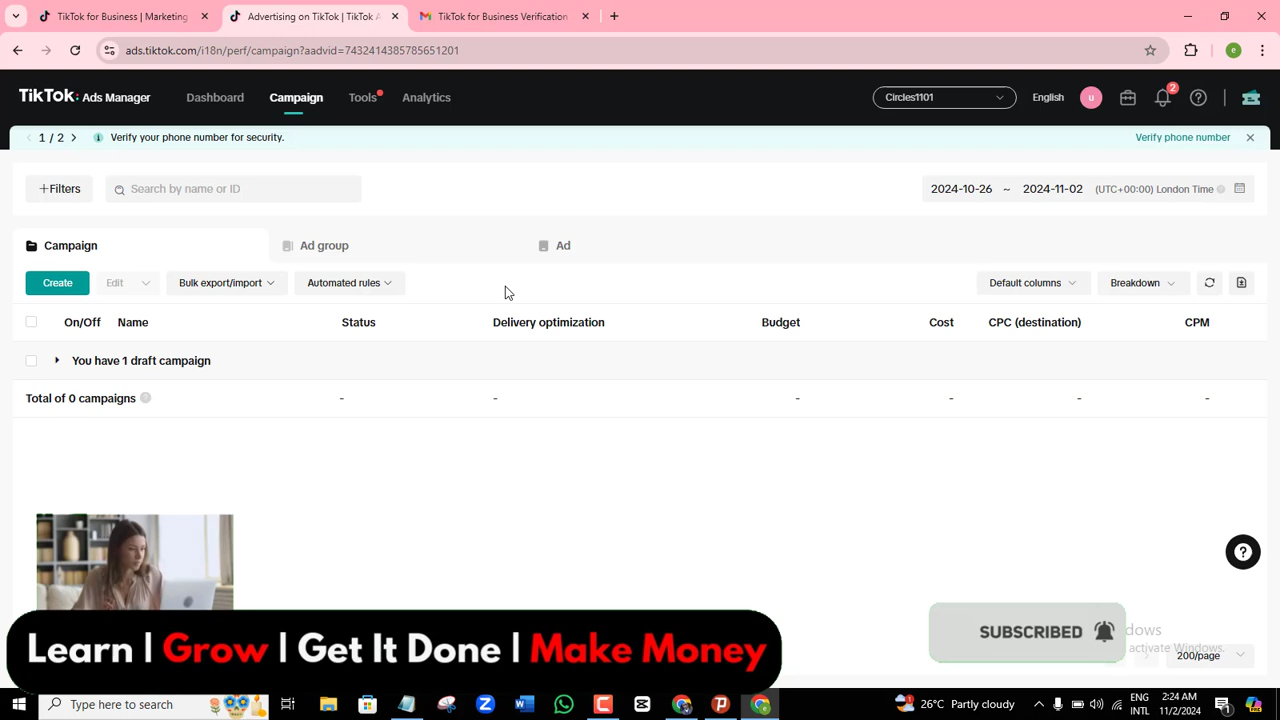 TikTok for Business | Marketing
Advertising on TikTok | TikTok A
TikTok for Business Verification
ads.tiktok.com/i18n/perf/campaign?aadvid=7432414385785651201
e
TikTok: Ads Manager
Dashboard
Campaign
Tools
Analytics
Circles1101
English
u
2
1 / 2
Verify your phone number for security.
Verify phone number
+Filters
Search by name or ID
2024-10-26 ~ 2024-11-02 (UTC+00:00) London Time
Campaign
Ad group
Ad
Create
Edit
Bulk export/import
Automated rules
Default columns
Breakdown
On/Off
Name
Status
Delivery optimization
Budget
Cost
CPC (destination)
CPM
You have 1 draft campaign
Total of 0 campaigns
-
-
-
-
-
-
Learn | Grow | Get It Done | Make Money
SUBSCRIBED
dows
activate Windows.
200/page
Type here to search
26°C Partly cloudy
ENG
INTL
2:24 AM
11/2/2024